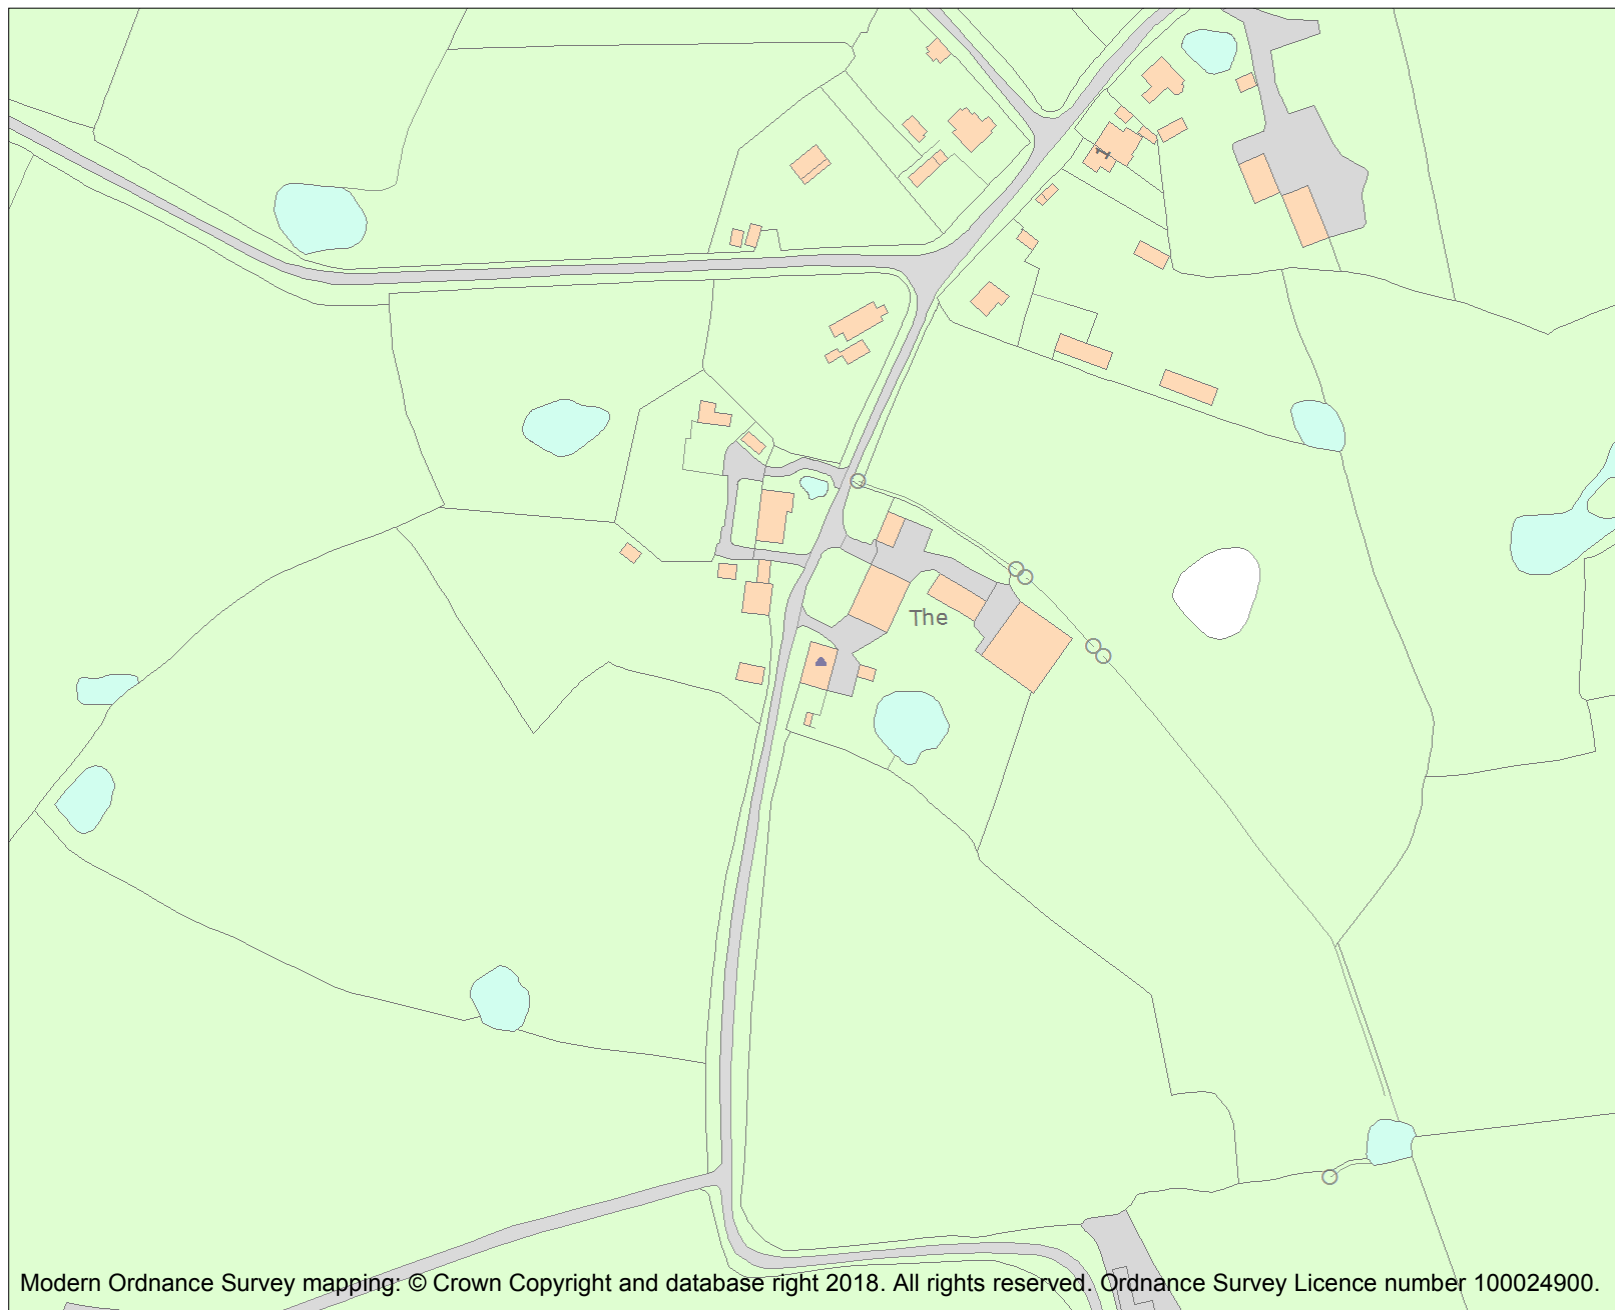 1
The
Modern Ordnance Survey mapping: © Crown Copyright and database right 2018. All rights reserved. Ordnance Survey Licence number 100024900.